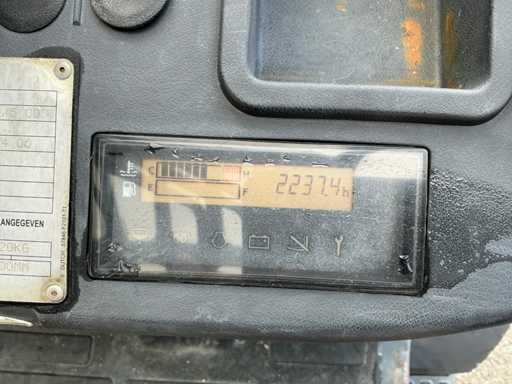 C H
E F
2237.4h
ANGEGEVEN
20KG
00MM